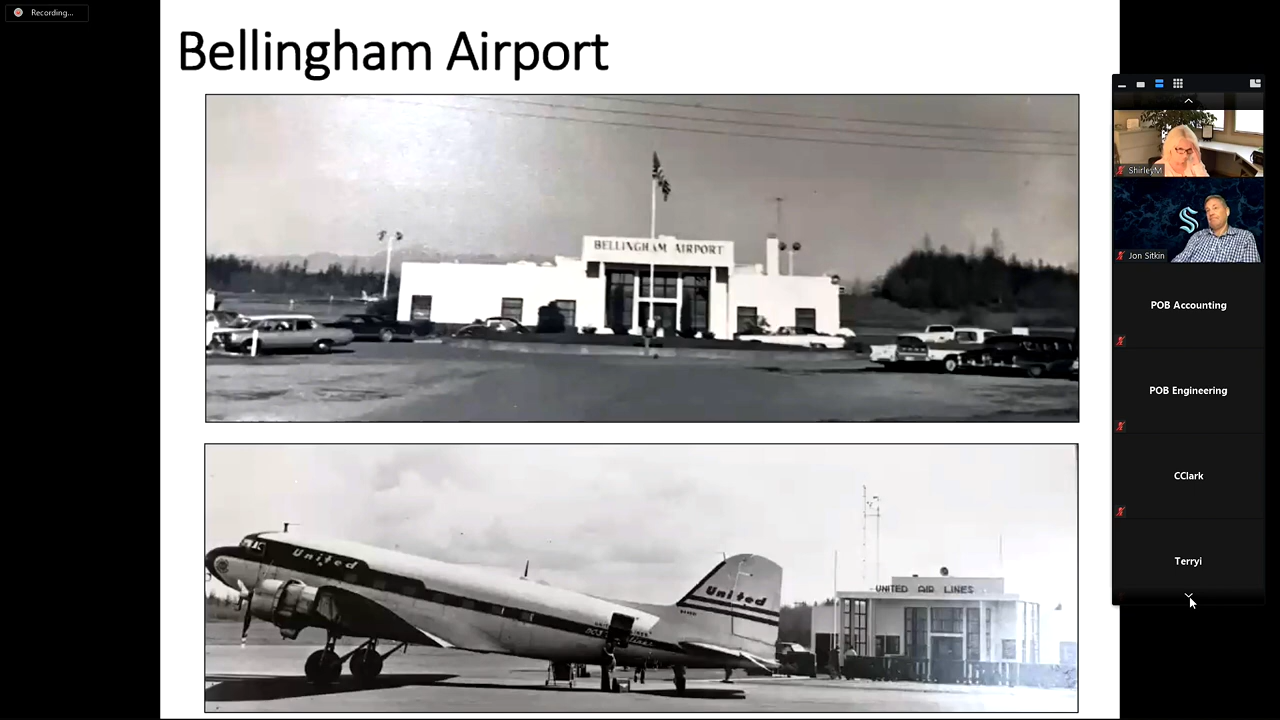 Recording...
Bellingham Airport
BELLINGHAM AIRPORT
United
United
UNITED AIR LINES
ShirleyM
Jon Sitkin
POB Accounting
POB Engineering
CClark
Terryi